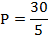 P = 30/5